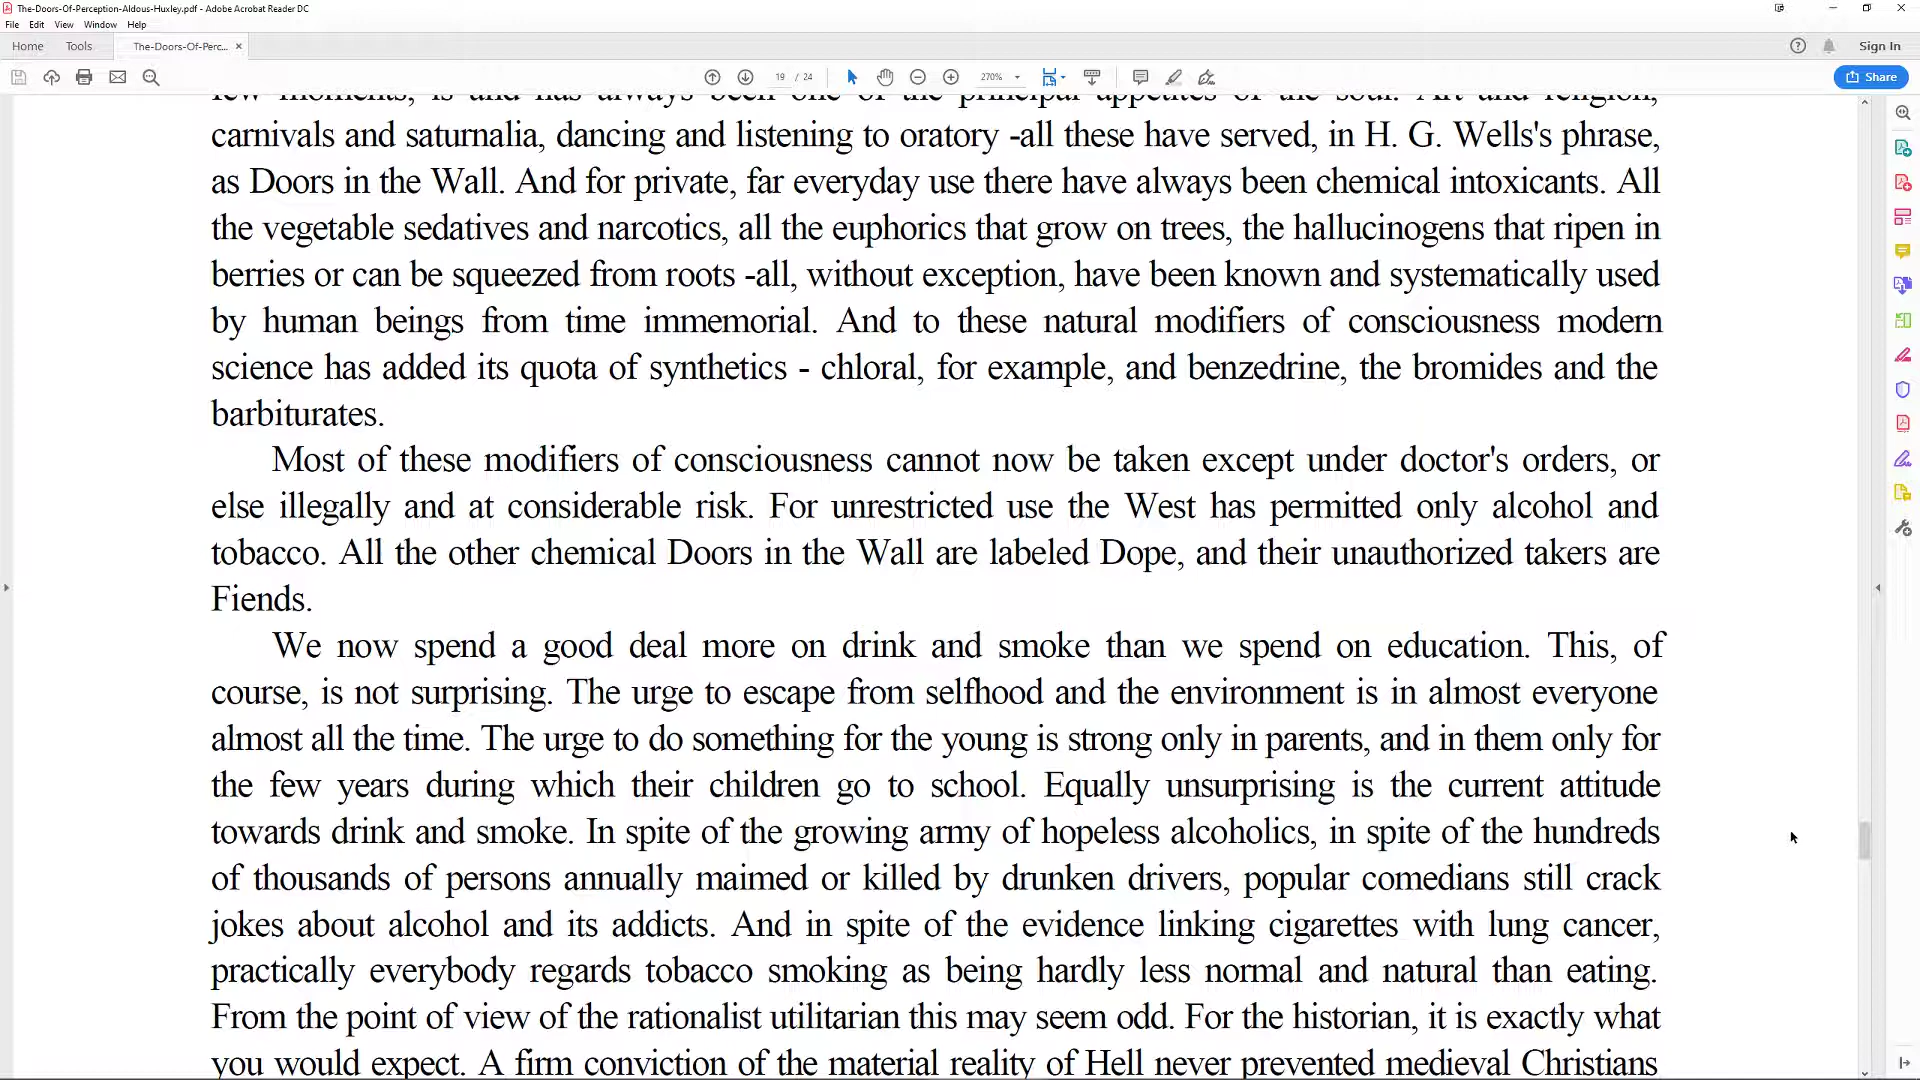 The-Doors-Of-Perception-Aldous-Huxley.pdf - Adobe Acrobat Reader DC
File Edit View Window Help
Home Tools The-Doors-Of-Perc... × Sign In
19 / 24 270% Share
few moments, is and has always been one of the principal appetites of the soul. Art and religion,
carnivals and saturnalia, dancing and listening to oratory -all these have served, in H. G. Wells's phrase,
as Doors in the Wall. And for private, far everyday use there have always been chemical intoxicants. All
the vegetable sedatives and narcotics, all the euphorics that grow on trees, the hallucinogens that ripen in
berries or can be squeezed from roots -all, without exception, have been known and systematically used
by human beings from time immemorial. And to these natural modifiers of consciousness modern
science has added its quota of synthetics - chloral, for example, and benzedrine, the bromides and the
barbiturates.
Most of these modifiers of consciousness cannot now be taken except under doctor's orders, or
else illegally and at considerable risk. For unrestricted use the West has permitted only alcohol and
tobacco. All the other chemical Doors in the Wall are labeled Dope, and their unauthorized takers are
Fiends.
We now spend a good deal more on drink and smoke than we spend on education. This, of
course, is not surprising. The urge to escape from selfhood and the environment is in almost everyone
almost all the time. The urge to do something for the young is strong only in parents, and in them only for
the few years during which their children go to school. Equally unsurprising is the current attitude
towards drink and smoke. In spite of the growing army of hopeless alcoholics, in spite of the hundreds
of thousands of persons annually maimed or killed by drunken drivers, popular comedians still crack
jokes about alcohol and its addicts. And in spite of the evidence linking cigarettes with lung cancer,
practically everybody regards tobacco smoking as being hardly less normal and natural than eating.
From the point of view of the rationalist utilitarian this may seem odd. For the historian, it is exactly what
you would expect. A firm conviction of the material reality of Hell never prevented medieval Christians